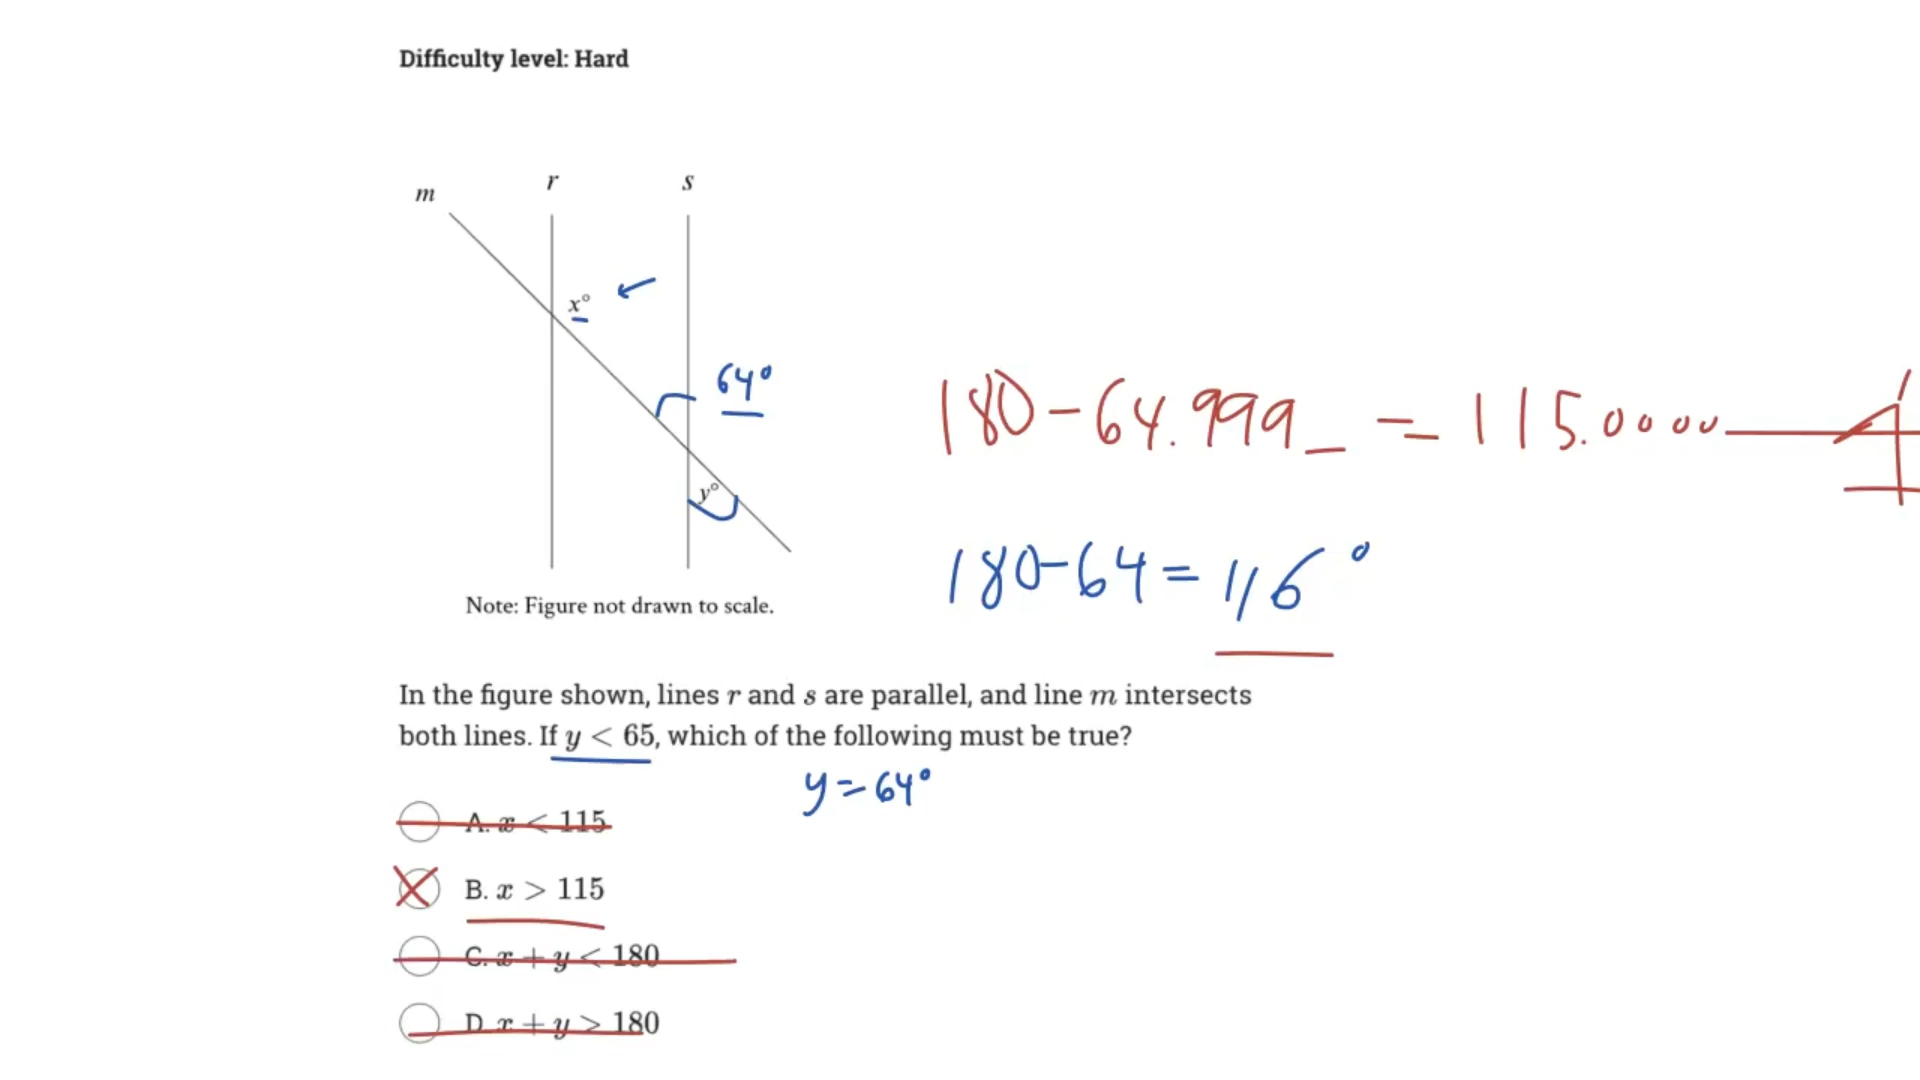 Difficulty level: Hard
m
r
s
x°
64°
y°
180-64.999_ = 115.0000 1
180-64=116°
Note: Figure not drawn to scale.
In the figure shown, lines r and s are parallel, and line m intersects
both lines. If y < 65, which of the following must be true?
y=64°
A. x < 115
B. x > 115
C. x + y < 180
D. x + y > 180